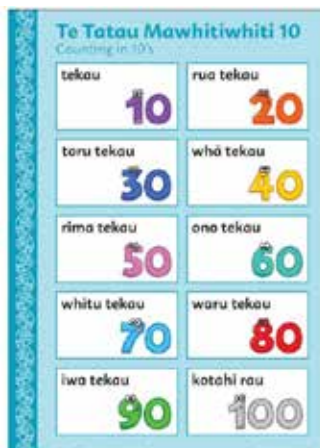 Te Tatau Mawhitiwhiti 10
Counting in 10's
tekau
10
rua tekau
20
toru tekau
30
whā tekau
40
rima tekau
50
ono tekau
60
whitu tekau
70
waru tekau
80
iwa tekau
90
kotahi rau
100